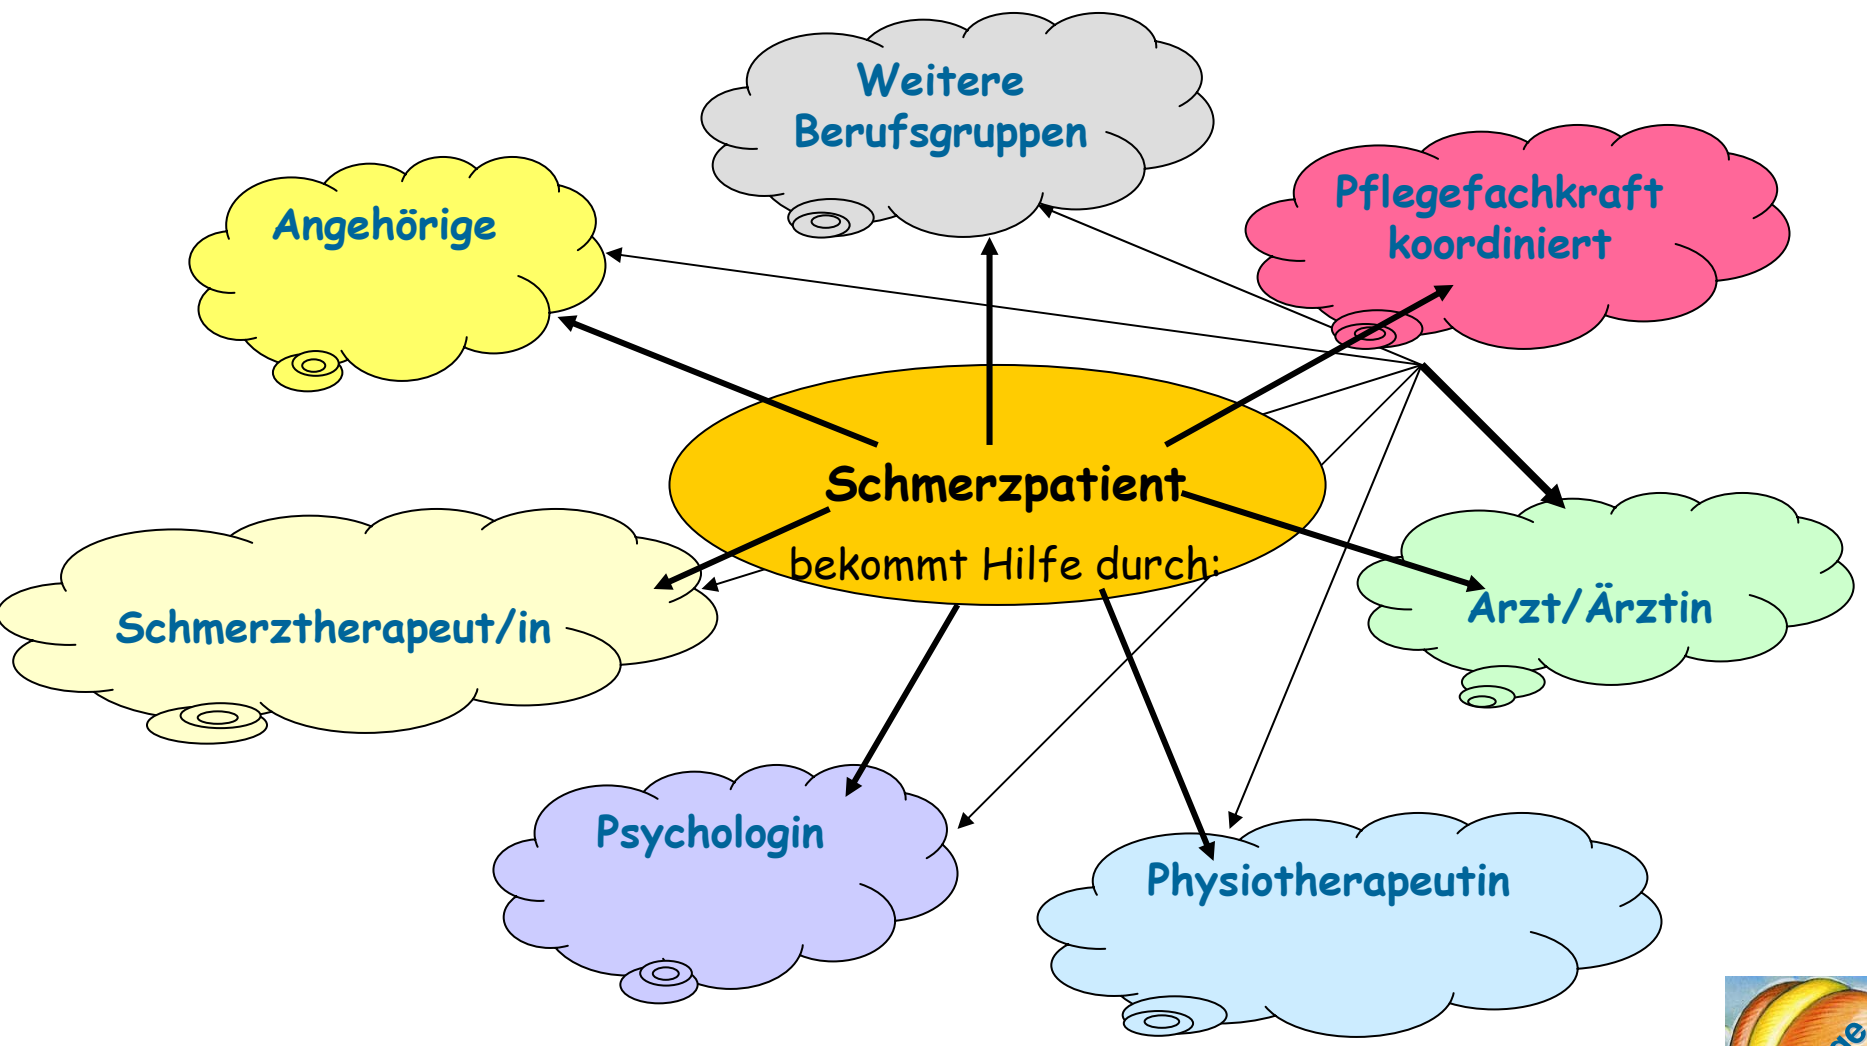 Weitere
Berufsgruppen
Pflegefachkraft
koordiniert
Angehörige
Schmerzpatient
bekommt Hilfe durch:
Arzt/Ärztin
Schmerztherapeut/in
Psychologin
Physiotherapeutin